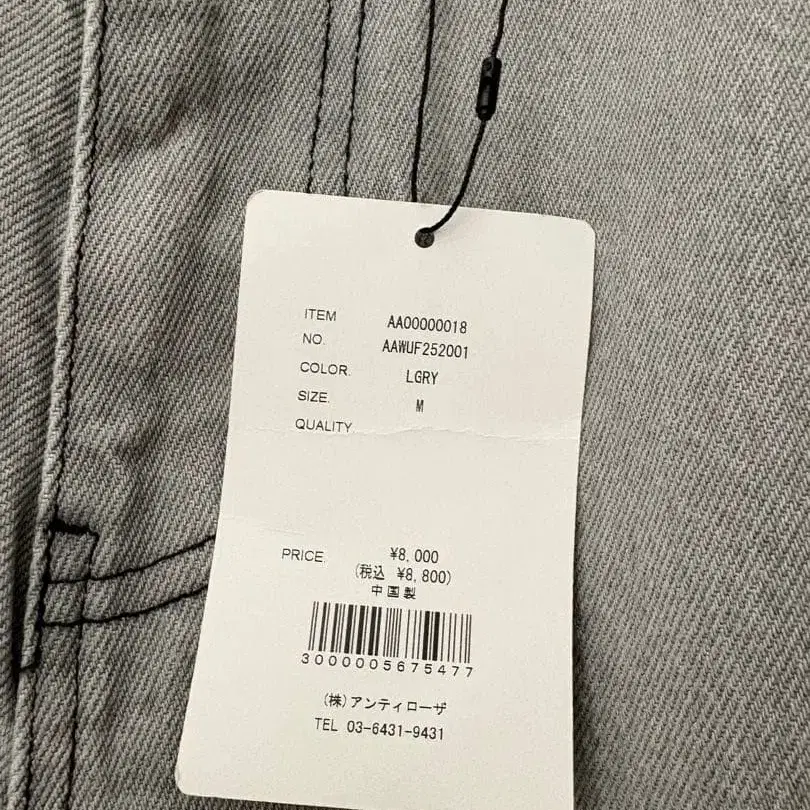 ITEM AA00000018
NO. AAWUF252001
COLOR. LGRY
SIZE. M
QUALITY
PRICE. ¥8,000
(税込 ¥8,800)
中国製
3000005675477
(株)アンティローザ
TEL 03-6431-9431